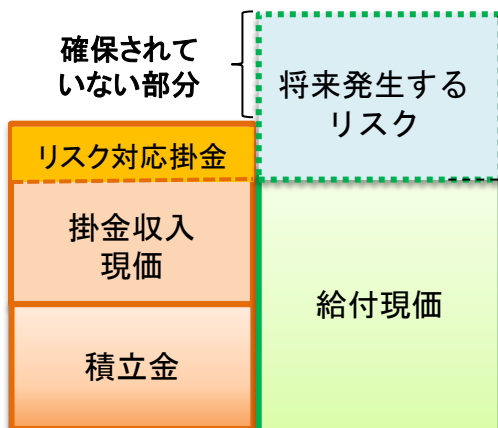 確保されて
いない部分
将来発生する
リスク
リスク対応掛金
掛金収入
現価
給付現価
積立金